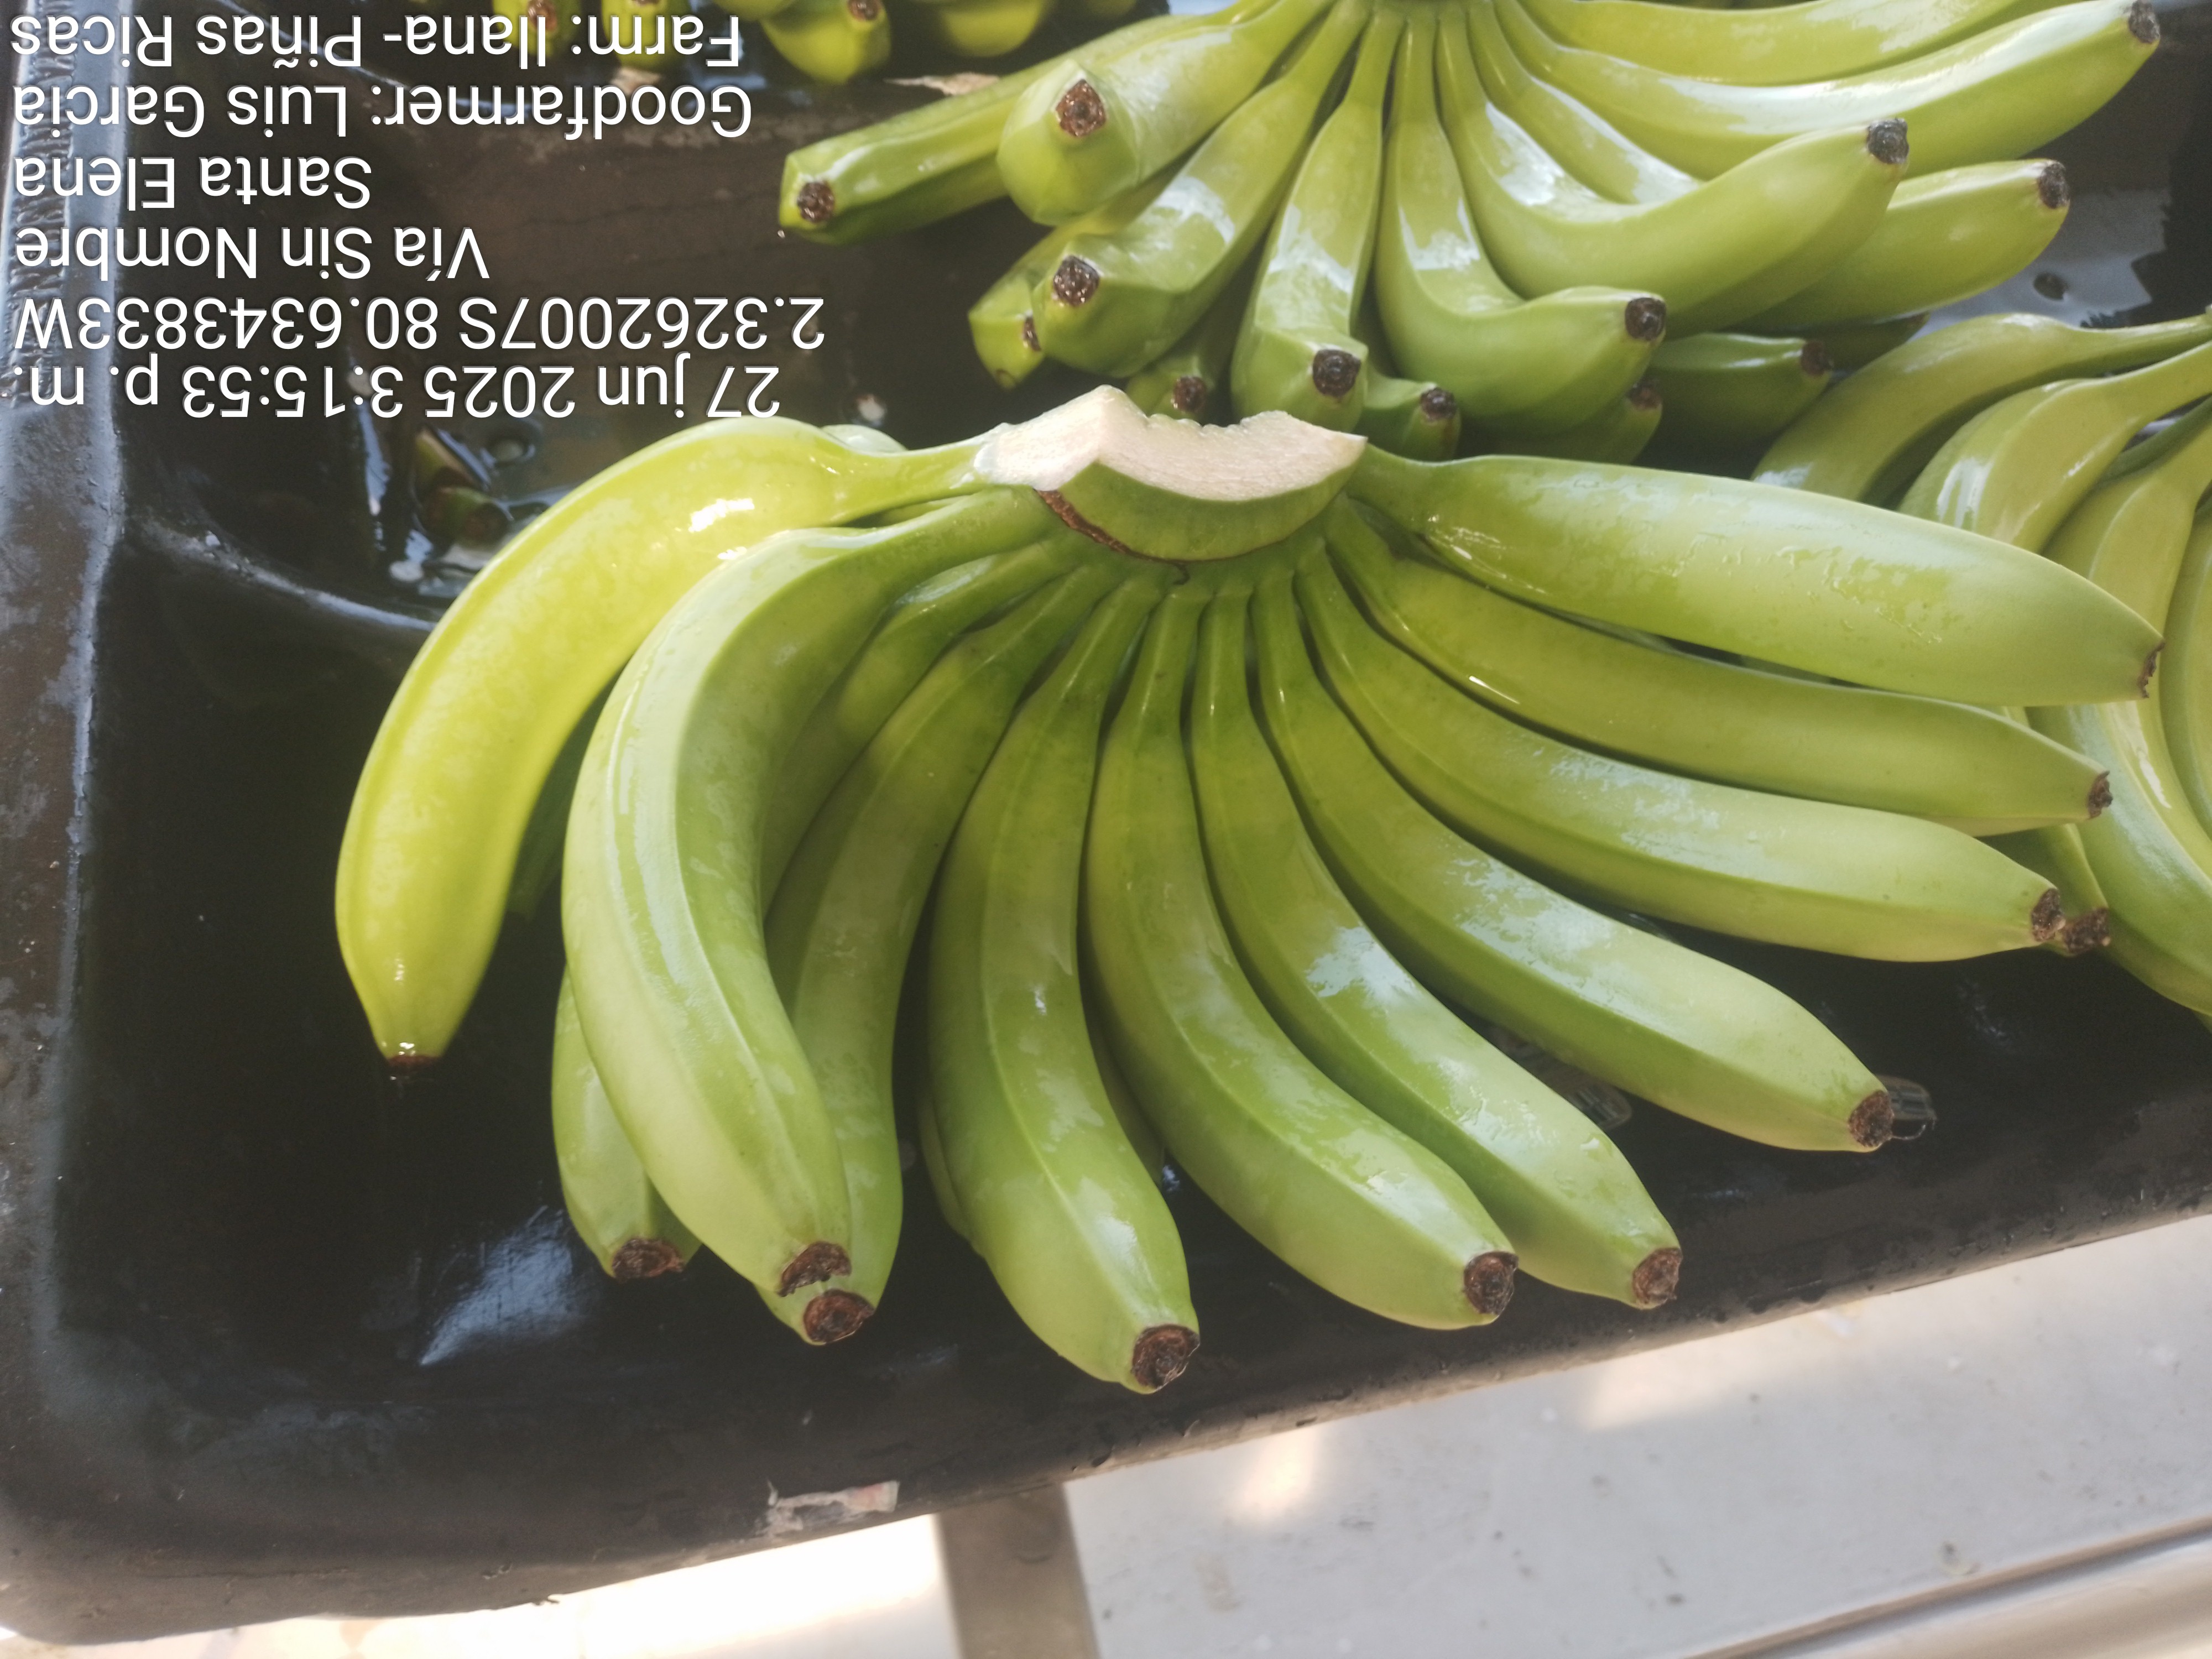 27 jun 2025 3:15:53 p. m.
2.3262007S 80.6343833W
Vía Sin Nombre
Santa Elena
Goodfarmer: Luis Garcia
Farm: Ilana- Piñas Ricas